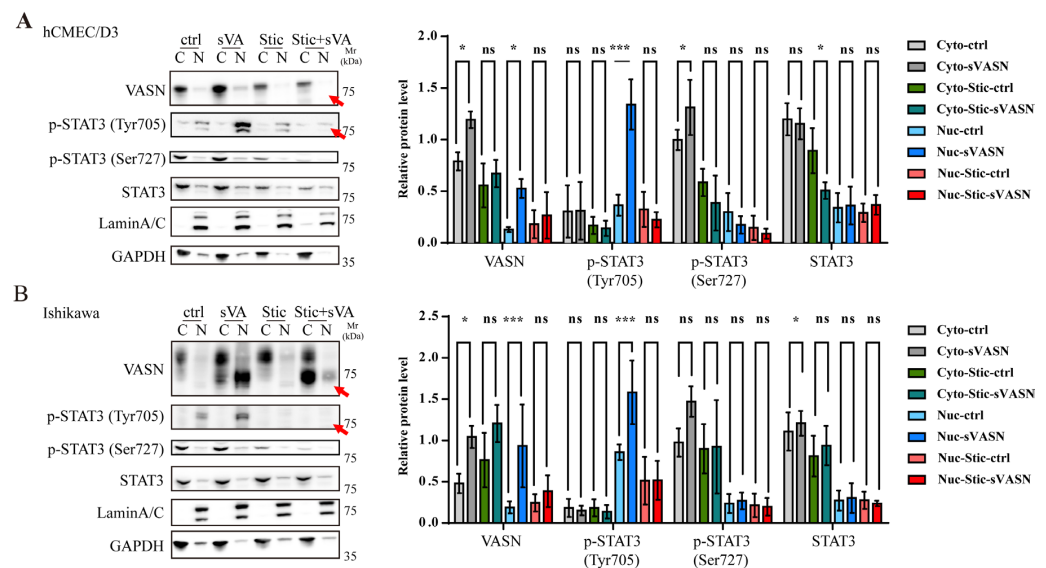 A
hCMEC/D3
ctrl sVA Stic Stic+sVA
C N C N C N C N Mr (kDa)
VASN 75
p-STAT3 (Tyr705) 75
p-STAT3 (Ser727) 75
STAT3 75
LaminA/C 75
GAPDH 35
Relative protein level
2.0
1.5
1.0
0.5
0.0
* ns * ns ns ns *** ns * ns ns ns ns * ns ns
VASN p-STAT3 (Tyr705) p-STAT3 (Ser727) STAT3
Cyto-ctrl
Cyto-sVASN
Cyto-Stic-ctrl
Cyto-Stic-sVASN
Nuc-ctrl
Nuc-sVASN
Nuc-Stic-ctrl
Nuc-Stic-sVASN
B
Ishikawa
ctrl sVA Stic Stic+sVA
C N C N C N C N Mr (kDa)
VASN 75
p-STAT3 (Tyr705) 75
p-STAT3 (Ser727) 75
STAT3 75
LaminA/C 75
GAPDH 35
Relative protein level
2.5
2.0
1.5
1.0
0.5
0.0
* ns *** ns ns ns *** ns ns ns ns ns * ns ns ns
VASN p-STAT3 (Tyr705) p-STAT3 (Ser727) STAT3
Cyto-ctrl
Cyto-sVASN
Cyto-Stic-ctrl
Cyto-Stic-sVASN
Nuc-ctrl
Nuc-sVASN
Nuc-Stic-ctrl
Nuc-Stic-sVASN